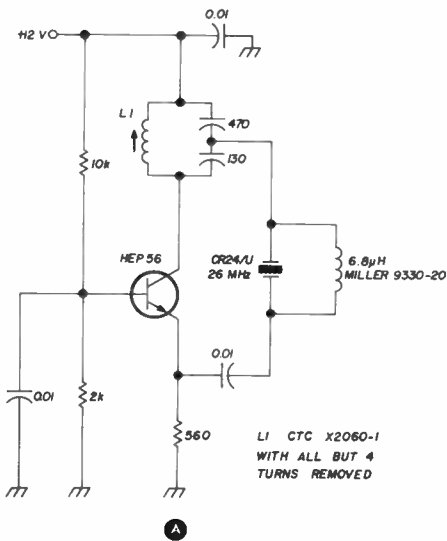 0.01
+12 V
L1
470
130
10k
HEP 56
CR24/U
26 MHz
6.8µH
MILLER 9330-20
0.01
0.01
2k
560
L1 CTC X2060-1
WITH ALL BUT 4
TURNS REMOVED
A